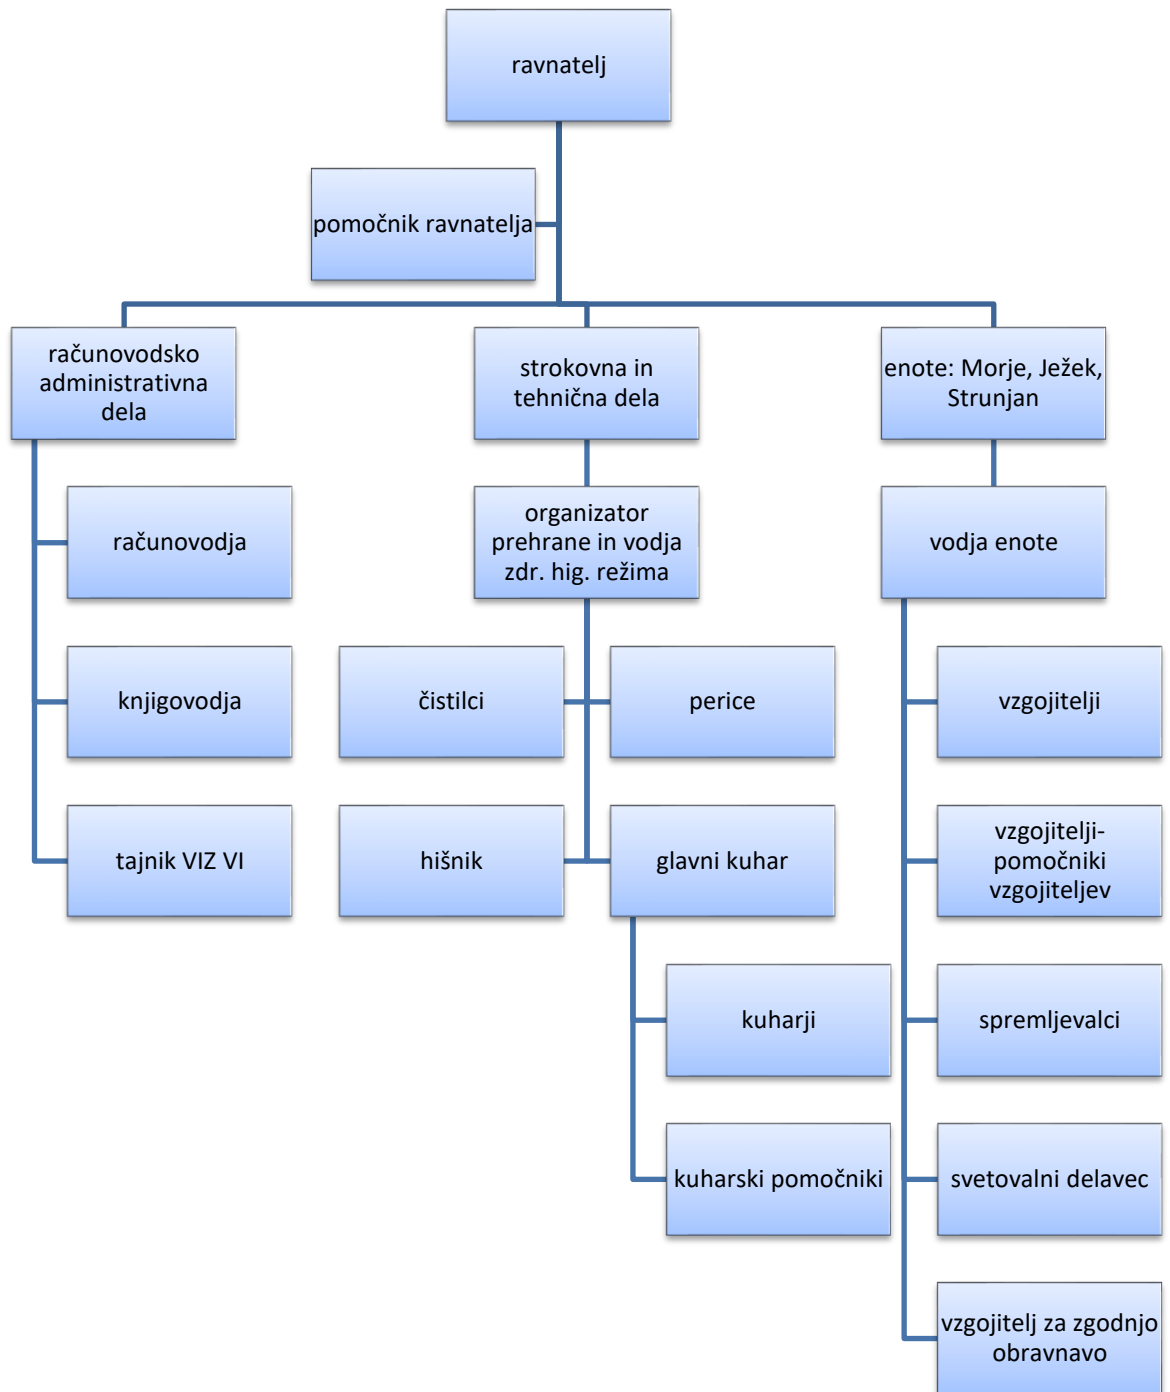 ravnatelj
pomočnik ravnatelja
računovodsko
administrativna
dela
strokovna in
tehnična dela
enote: Morje, Ježek,
Strunjan
računovodja
organizator
prehrane in vodja
zdr. hig. režima
vodja enote
knjigovodja
čistilci
perice
vzgojitelji
tajnik VIZ VI
hišnik
glavni kuhar
vzgojitelji-
pomočniki
vzgojiteljev
kuharji
spremljevalci
kuharski pomočniki
svetovalni delavec
vzgojitelj za zgodnjo
obravnavo